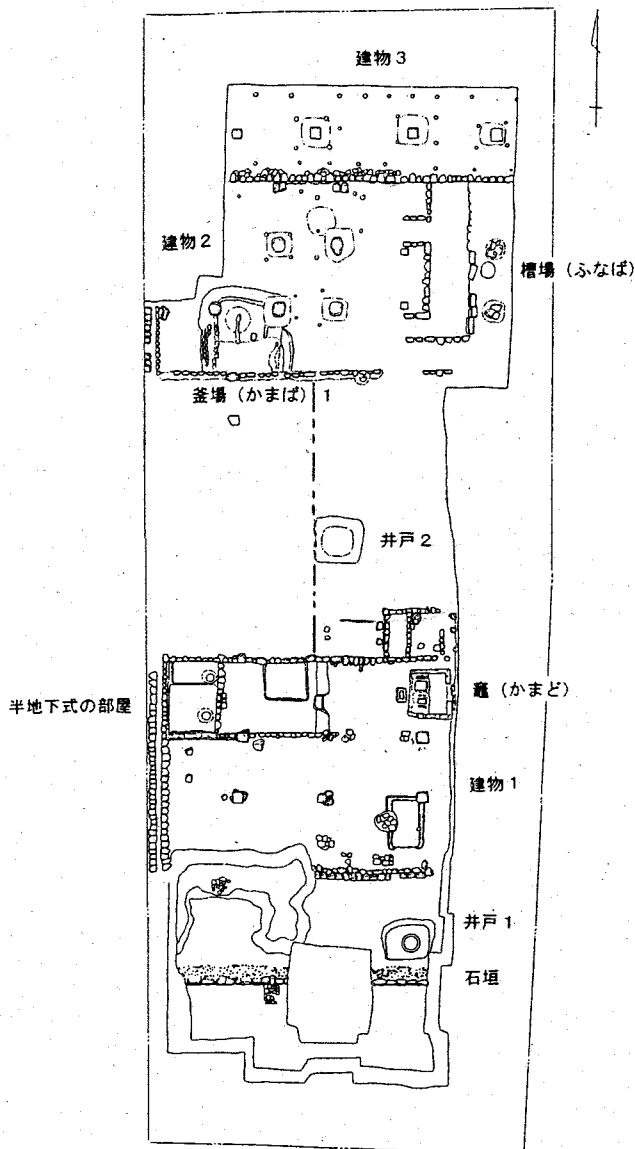 建物3
建物2
槽場（ふなば）
釜場（かまば）1
井戸2
半地下式の部屋
竈（かまど）
建物1
井戸1
石垣